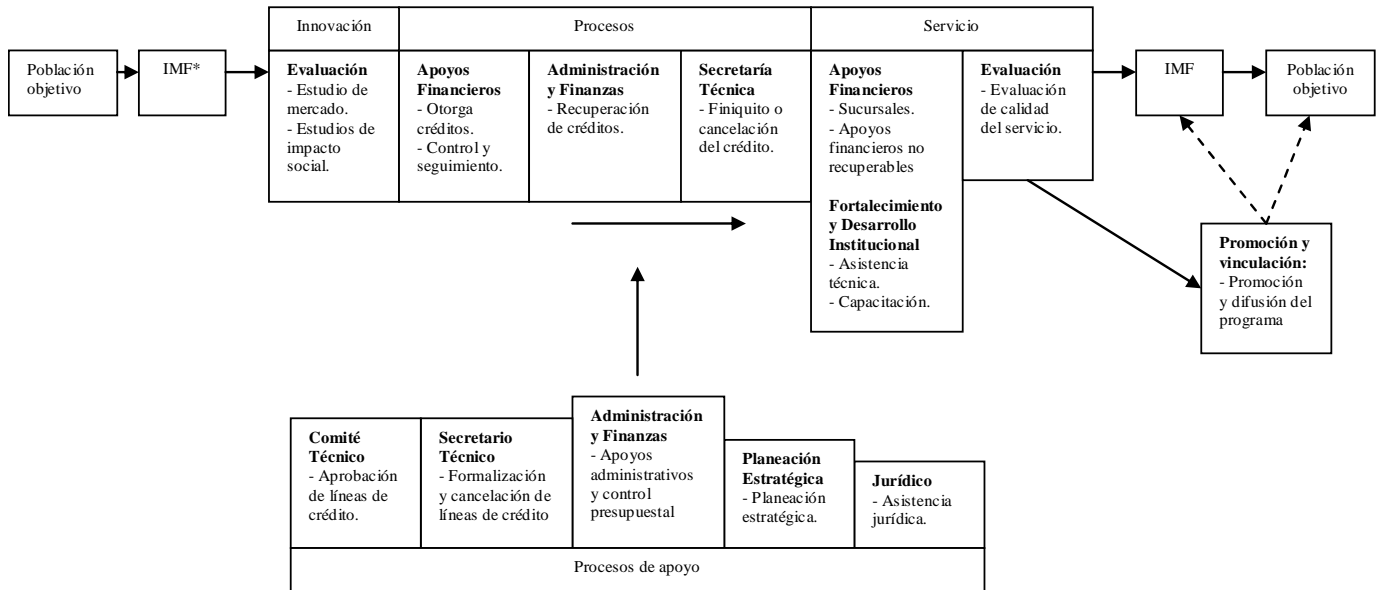 Innovación
Procesos
Servicio
Población
objetivo
IMF*
Evaluación
- Estudio de
mercado.
- Estudios de
impacto
social.
Apoyos
Financieros
- Otorga
créditos.
- Control y
seguimiento.
Administración
y Finanzas
- Recuperación
de créditos.
Secretaría
Técnica
- Finiquito o
cancelación
del crédito.
Apoyos
Financieros
- Sucursales.
- Apoyos
financieros no
recuperables
Fortalecimiento
y Desarrollo
Institucional
- Asistencia
técnica.
- Capacitación.
Evaluación
- Evaluación
de calidad
del servicio.
IMF
Población
objetivo
Promoción y
vinculación:
- Promoción
y difusión del
programa
Comité
Técnico
- Aprobación
de líneas de
crédito.
Secretario
Técnico
- Formalización
y cancelación de
líneas de crédito
Administración
y Finanzas
- Apoyos
administrativos
y control
presupuestal
Planeación
Estratégica
- Planeación
estratégica.
Jurídico
- Asistencia
jurídica.
Procesos de apoyo